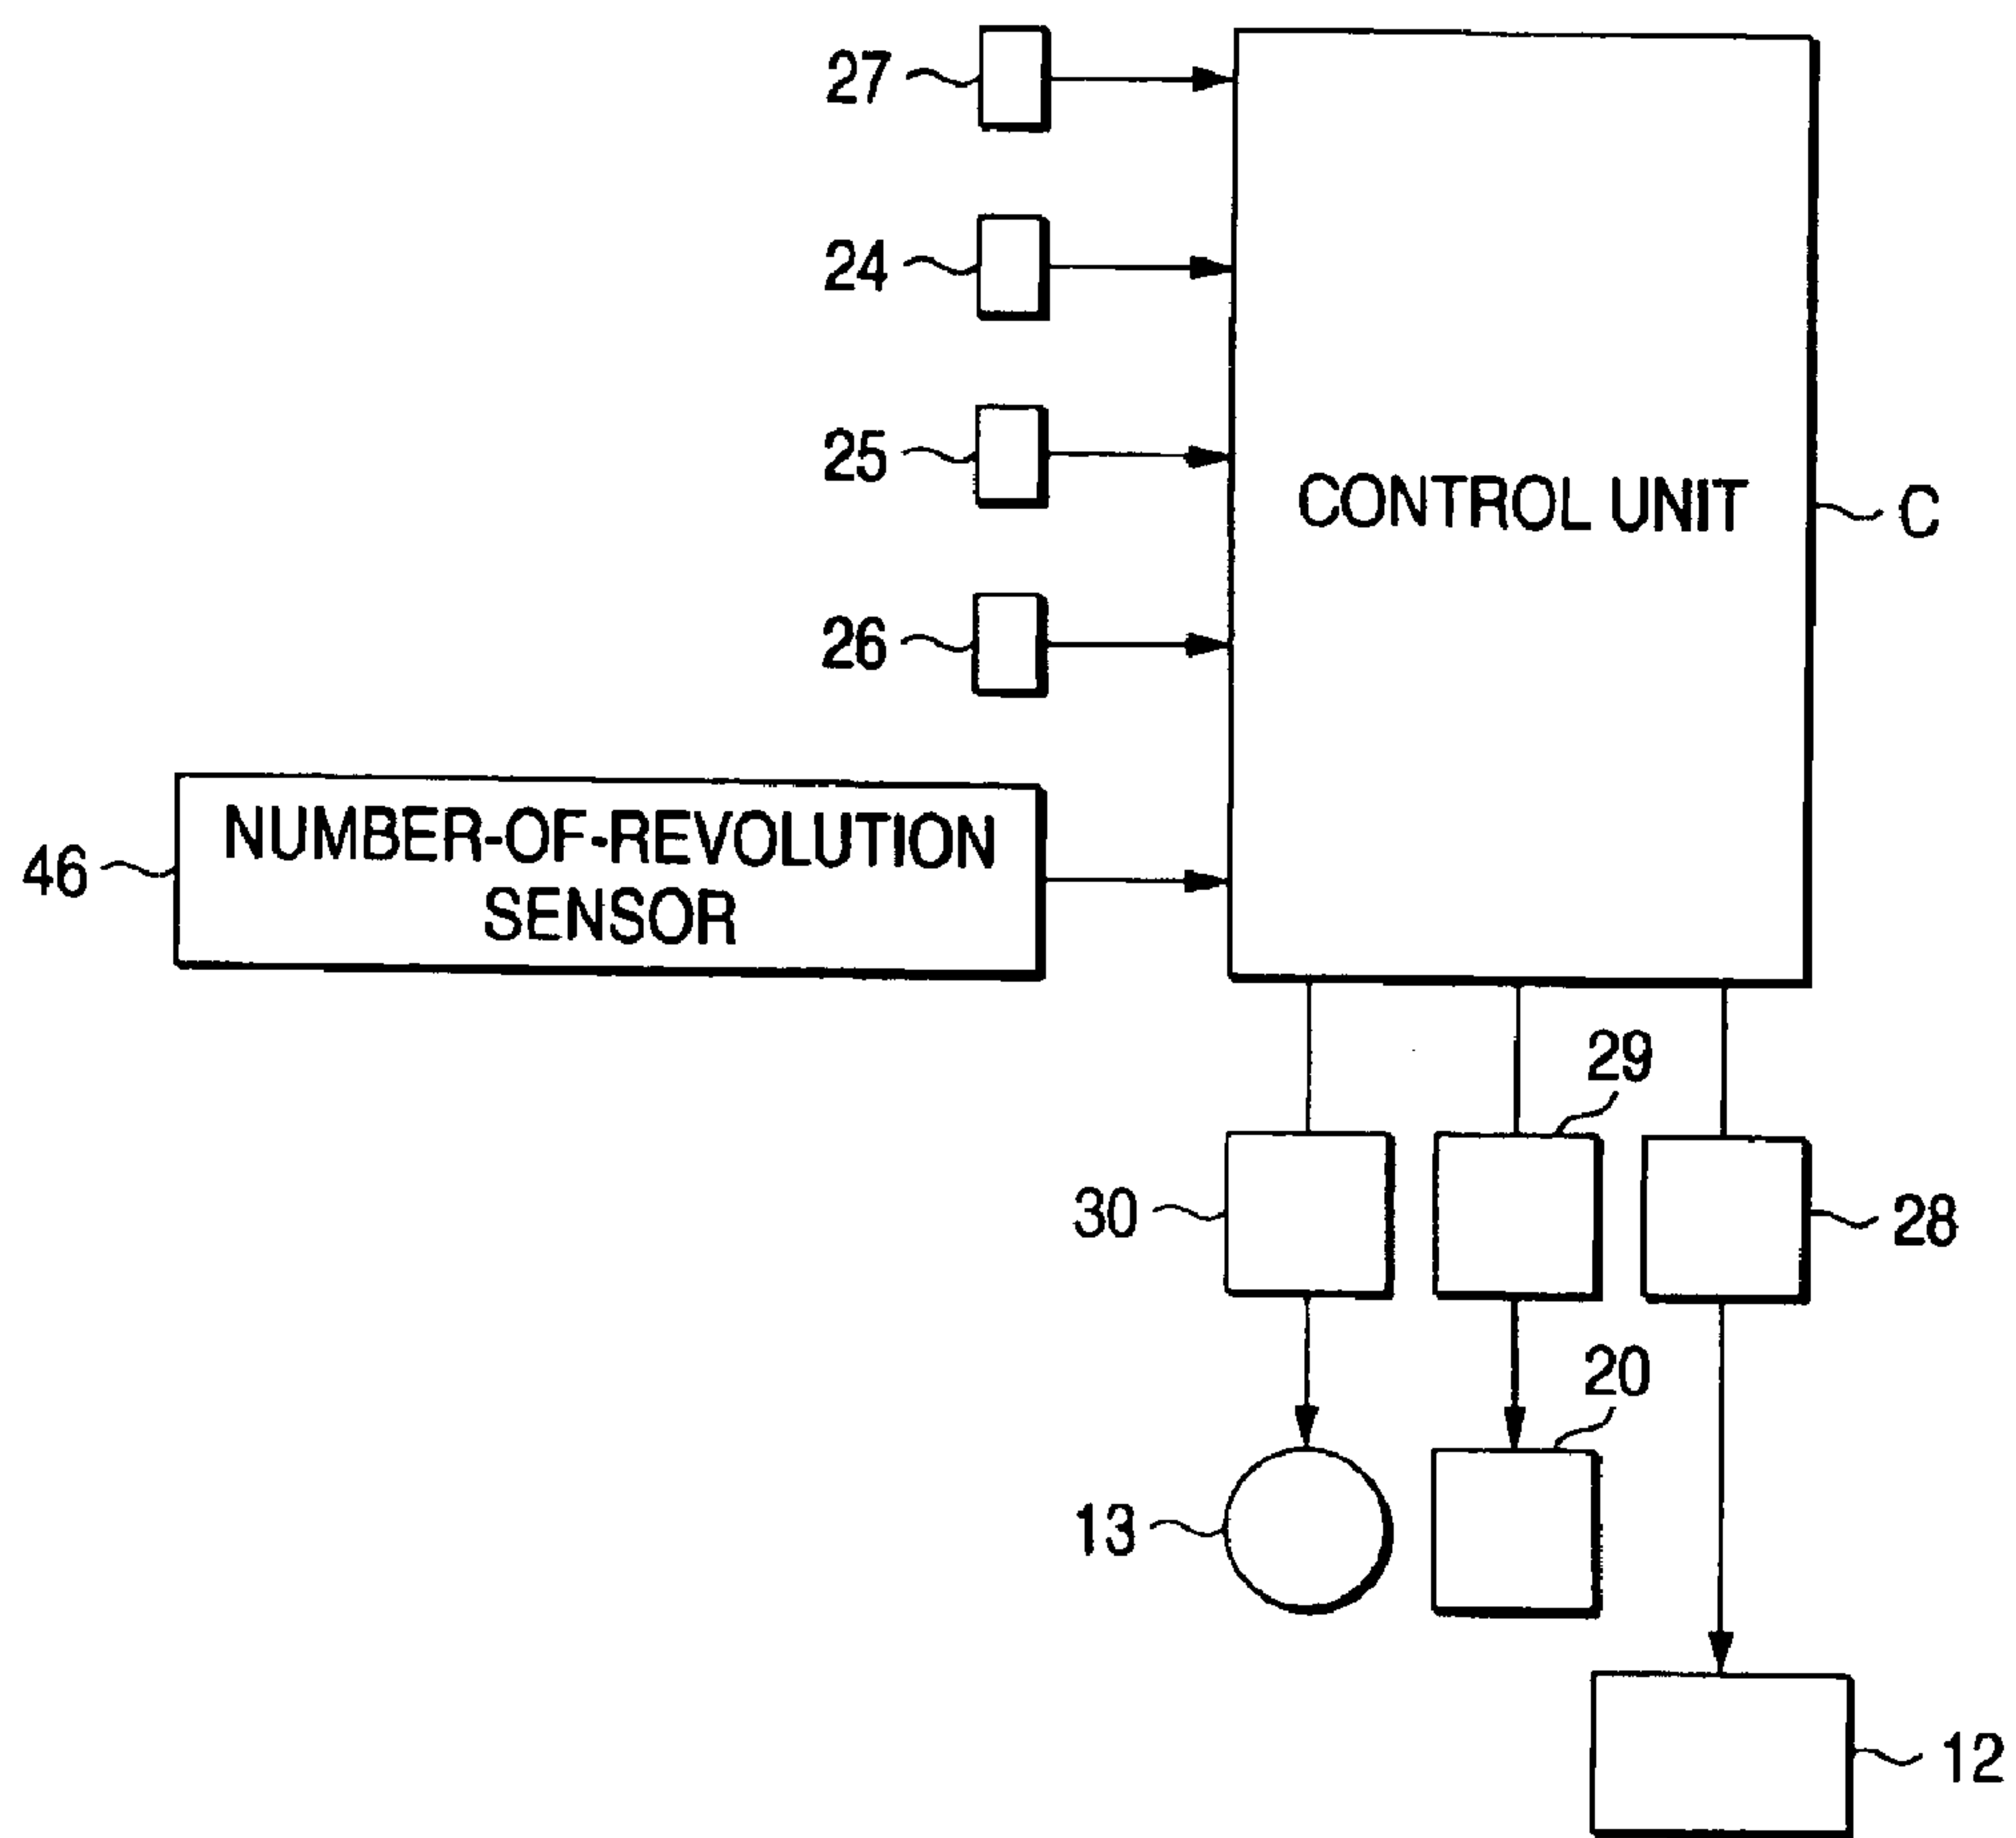 27
24
25
CONTROL UNIT
C
26
NUMBER-OF-REVOLUTION
SENSOR
46
29
30
28
20
13
12